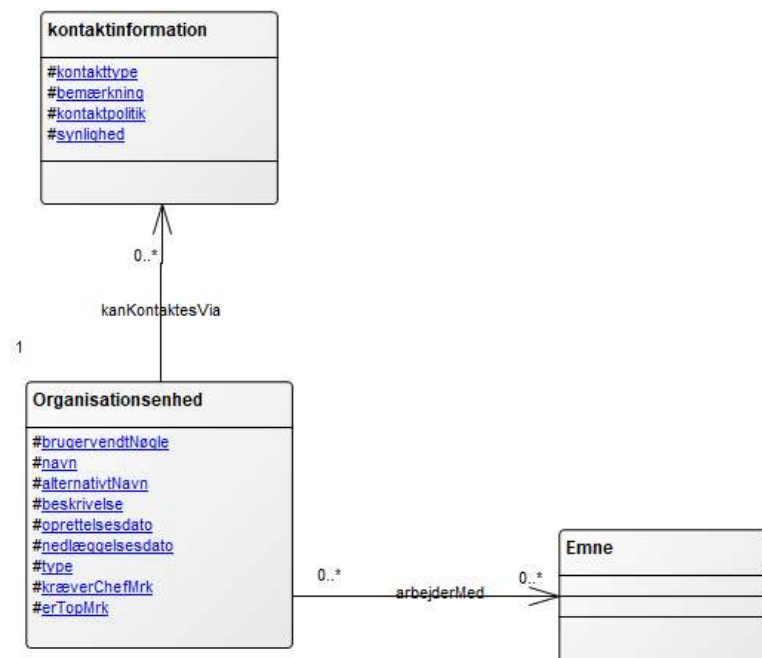 kontaktinformation
#kontakttype
#bemærkning
#kontaktpolitik
#synlighed
0..*
kanKontaktesVia
1
Organisationsenhed
#brugervendtNøgle
#navn
#alternativtNavn
#beskrivelse
#oprettelsesdato
#nedlæggelsesdato
#type
#kræverChefMrk
#erTopMrk
0..*
arbejderMed
0..*
Emne